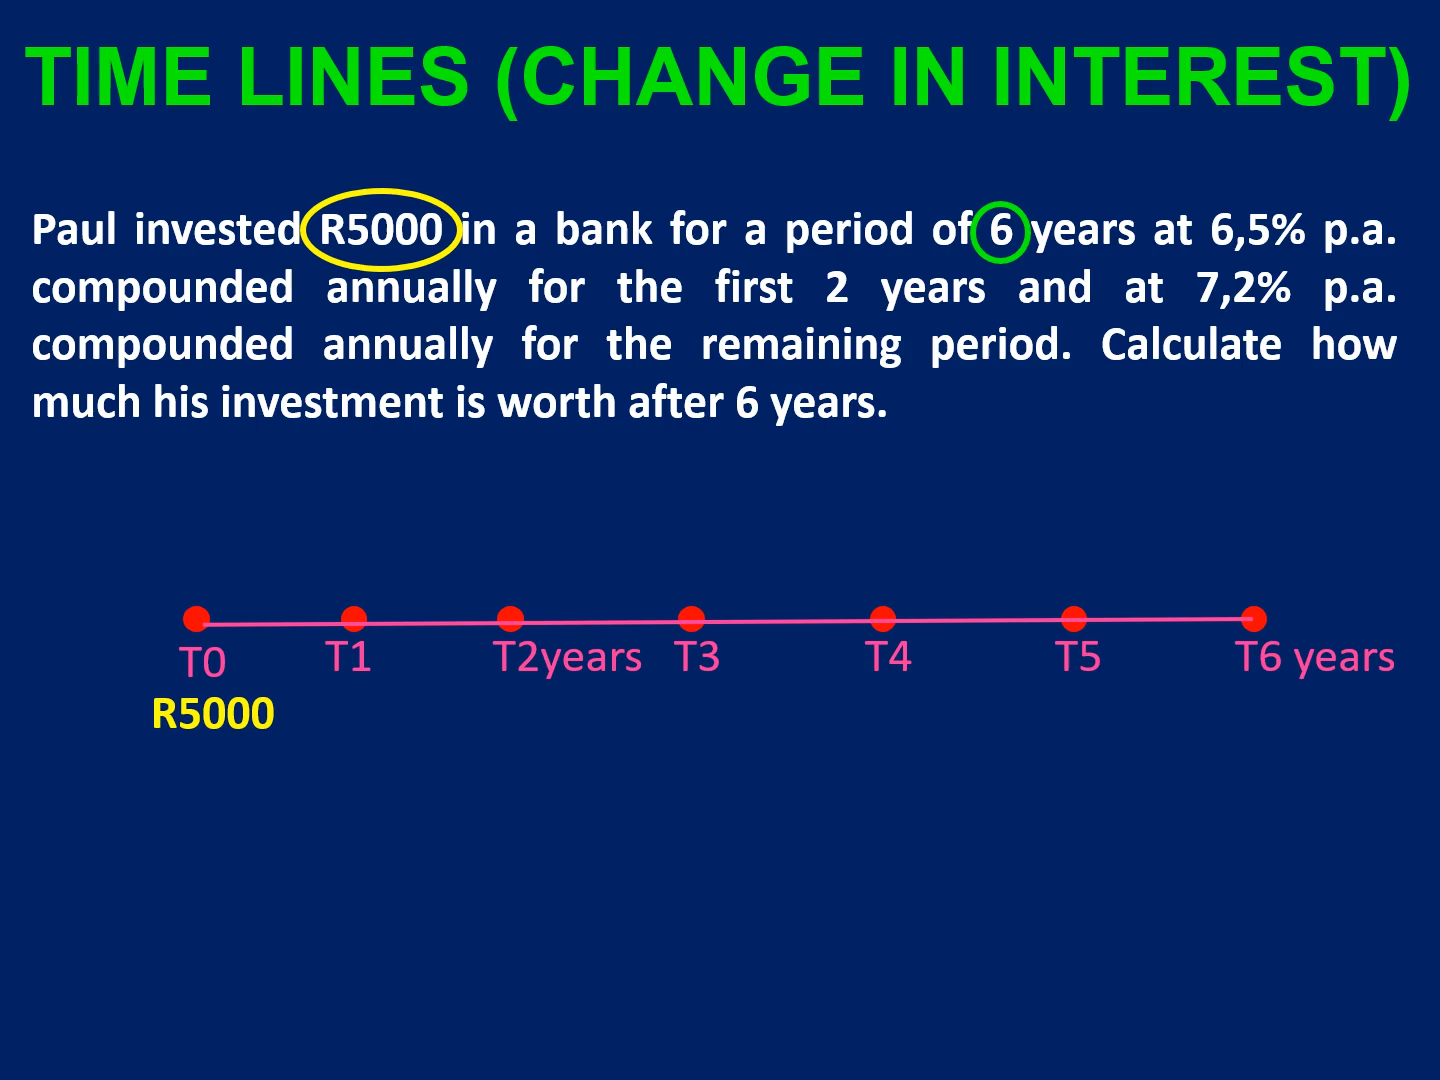 TIME LINES (CHANGE IN INTEREST)
Paul invested R5000 in a bank for a period of 6 years at 6,5% p.a.
compounded annually for the first 2 years and at 7,2% p.a.
compounded annually for the remaining period. Calculate how
much his investment is worth after 6 years.
T0 T1 T2years T3 T4 T5 T6 years
R5000